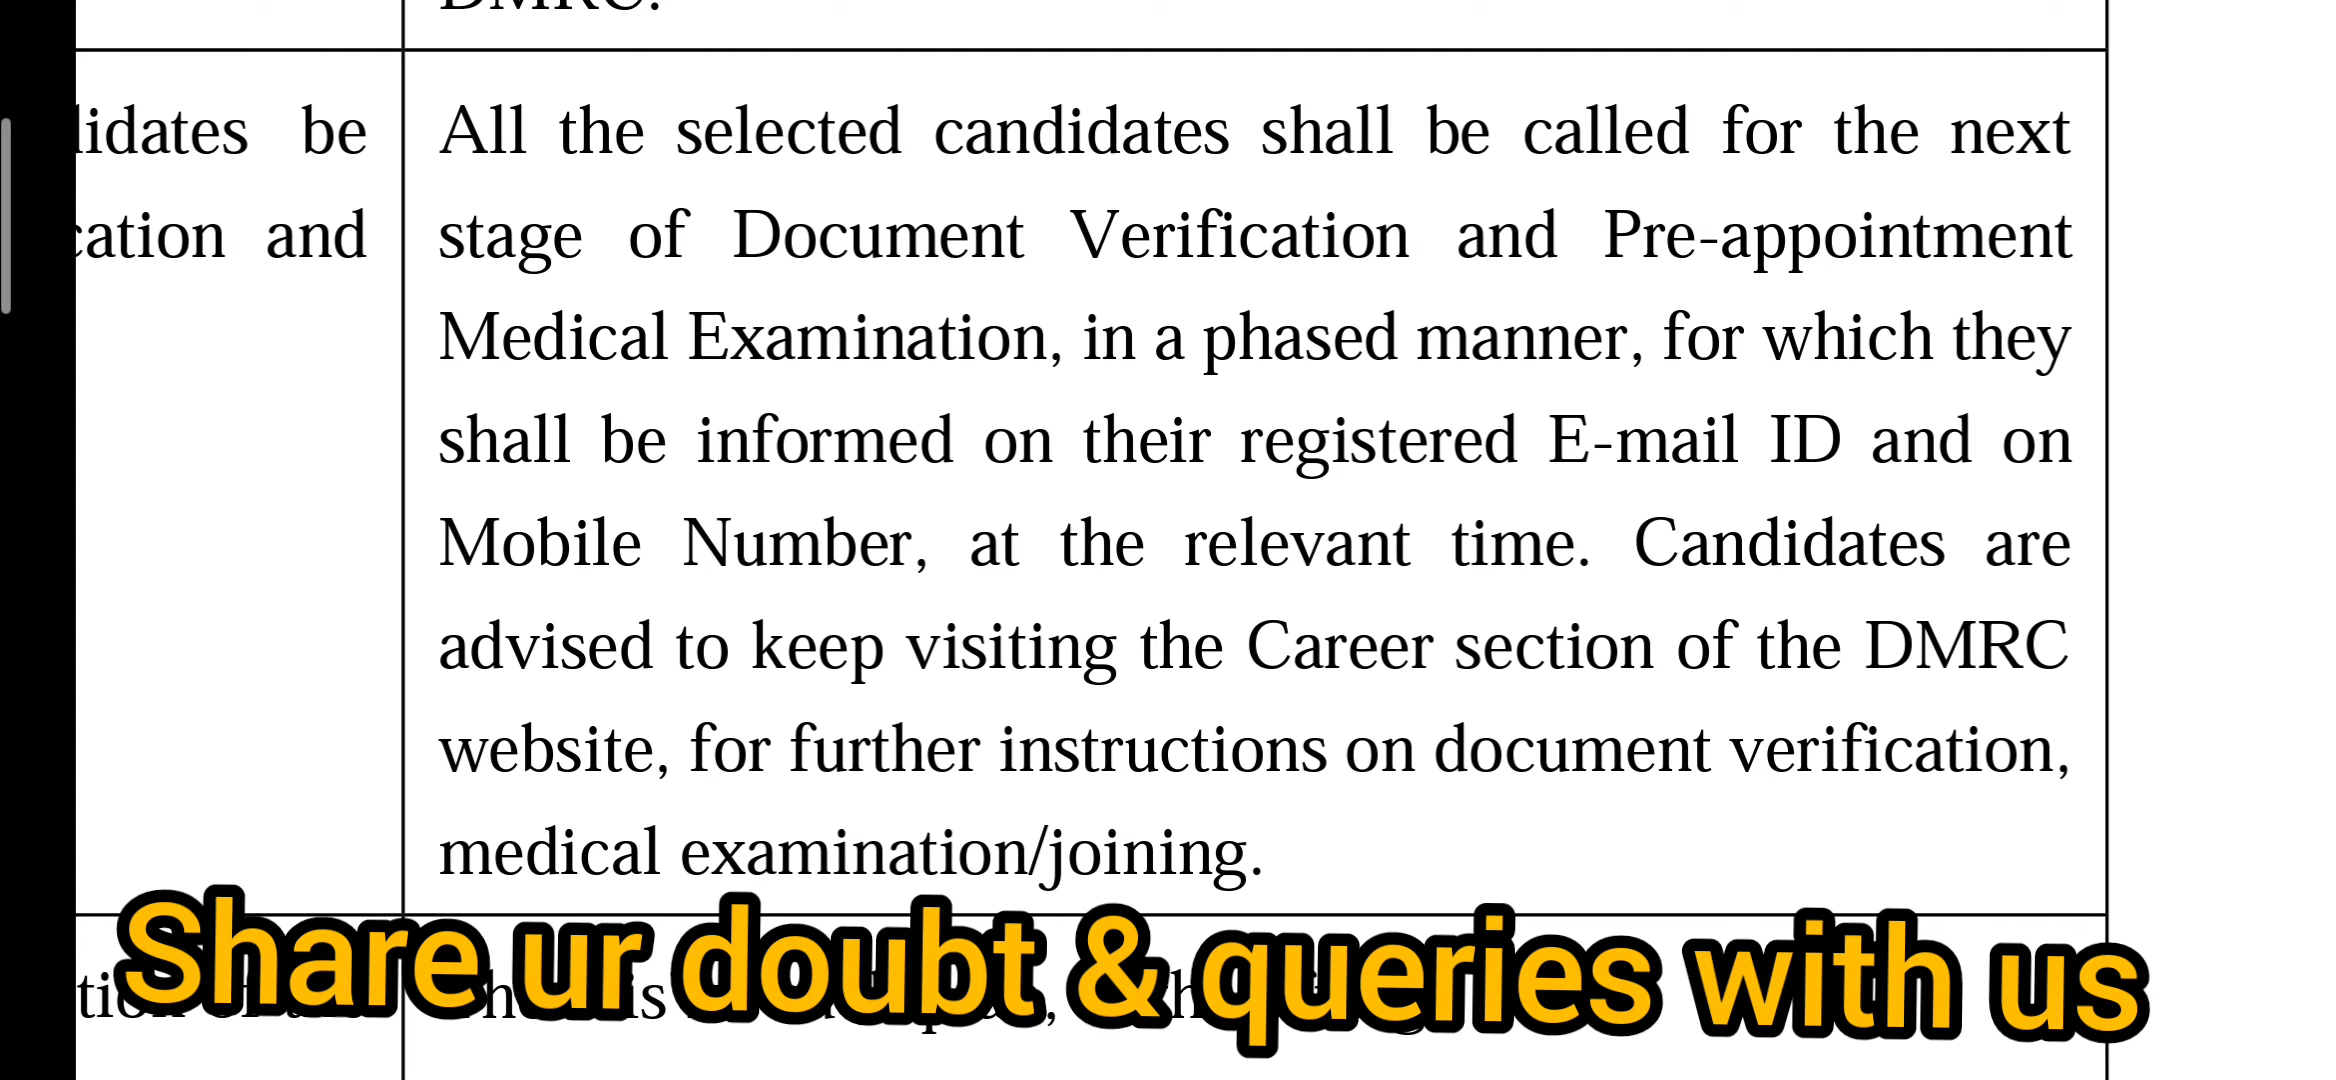 DMRC.
lidates be
cation and
All the selected candidates shall be called for the next
stage of Document Verification and Pre-appointment
Medical Examination, in a phased manner, for which they
shall be informed on their registered E-mail ID and on
Mobile Number, at the relevant time. Candidates are
advised to keep visiting the Career section of the DMRC
website, for further instructions on document verification,
medical examination/joining.
Share ur doubt & queries with us